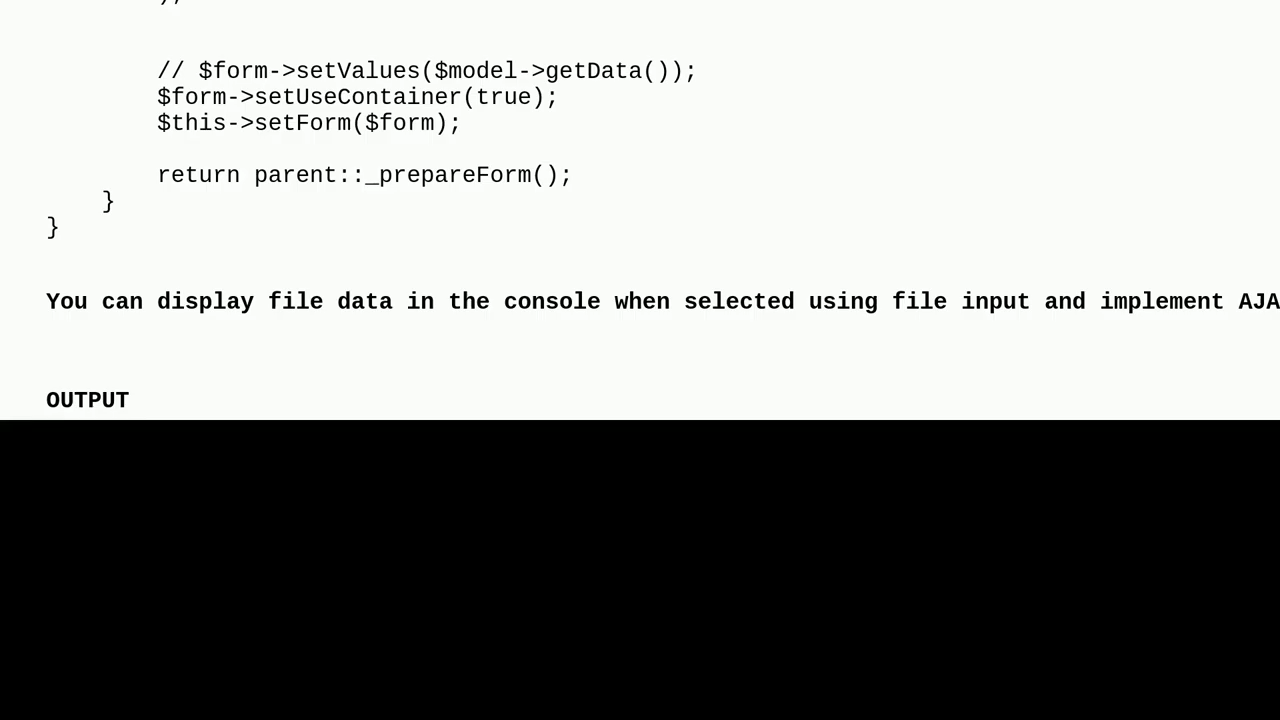 // $form->setValues($model->getData());
$form->setUseContainer(true);
$this->setForm($form);
return parent::_prepareForm();
}
}
You can display file data in the console when selected using file input and implement AJA
OUTPUT